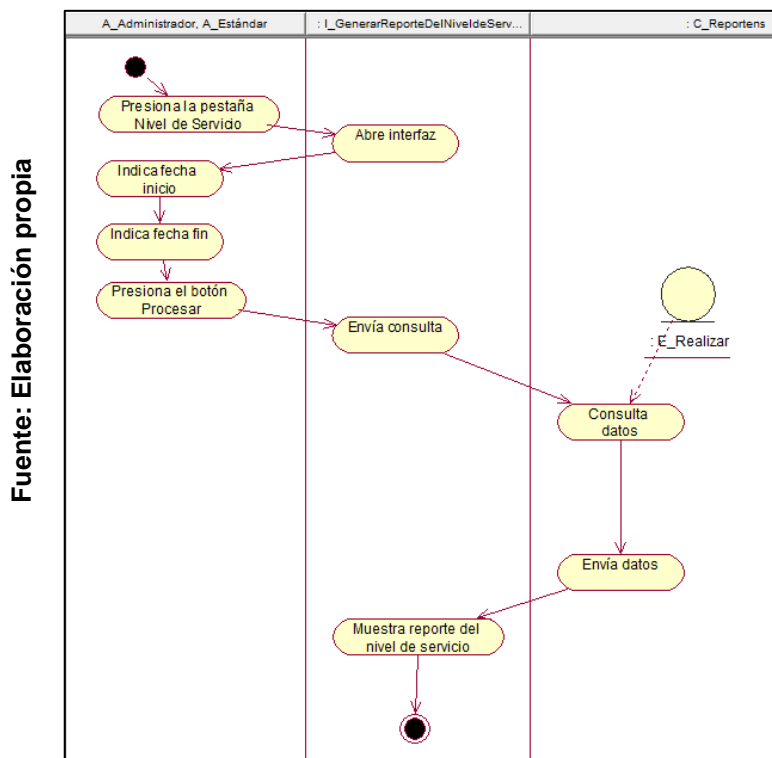 A_Administrador, A_Estándar
: I_GenerarReporteDelNiveldeServ...
: C_Reportens
Presiona la pestaña
Nivel de Servicio
Abre interfaz
Indica fecha
inicio
Indica fecha fin
Presiona el botón
Procesar
Envía consulta
: E_Realizar
Consulta
datos
Envía datos
Muestra reporte del
nivel de servicio
Fuente: Elaboración propia